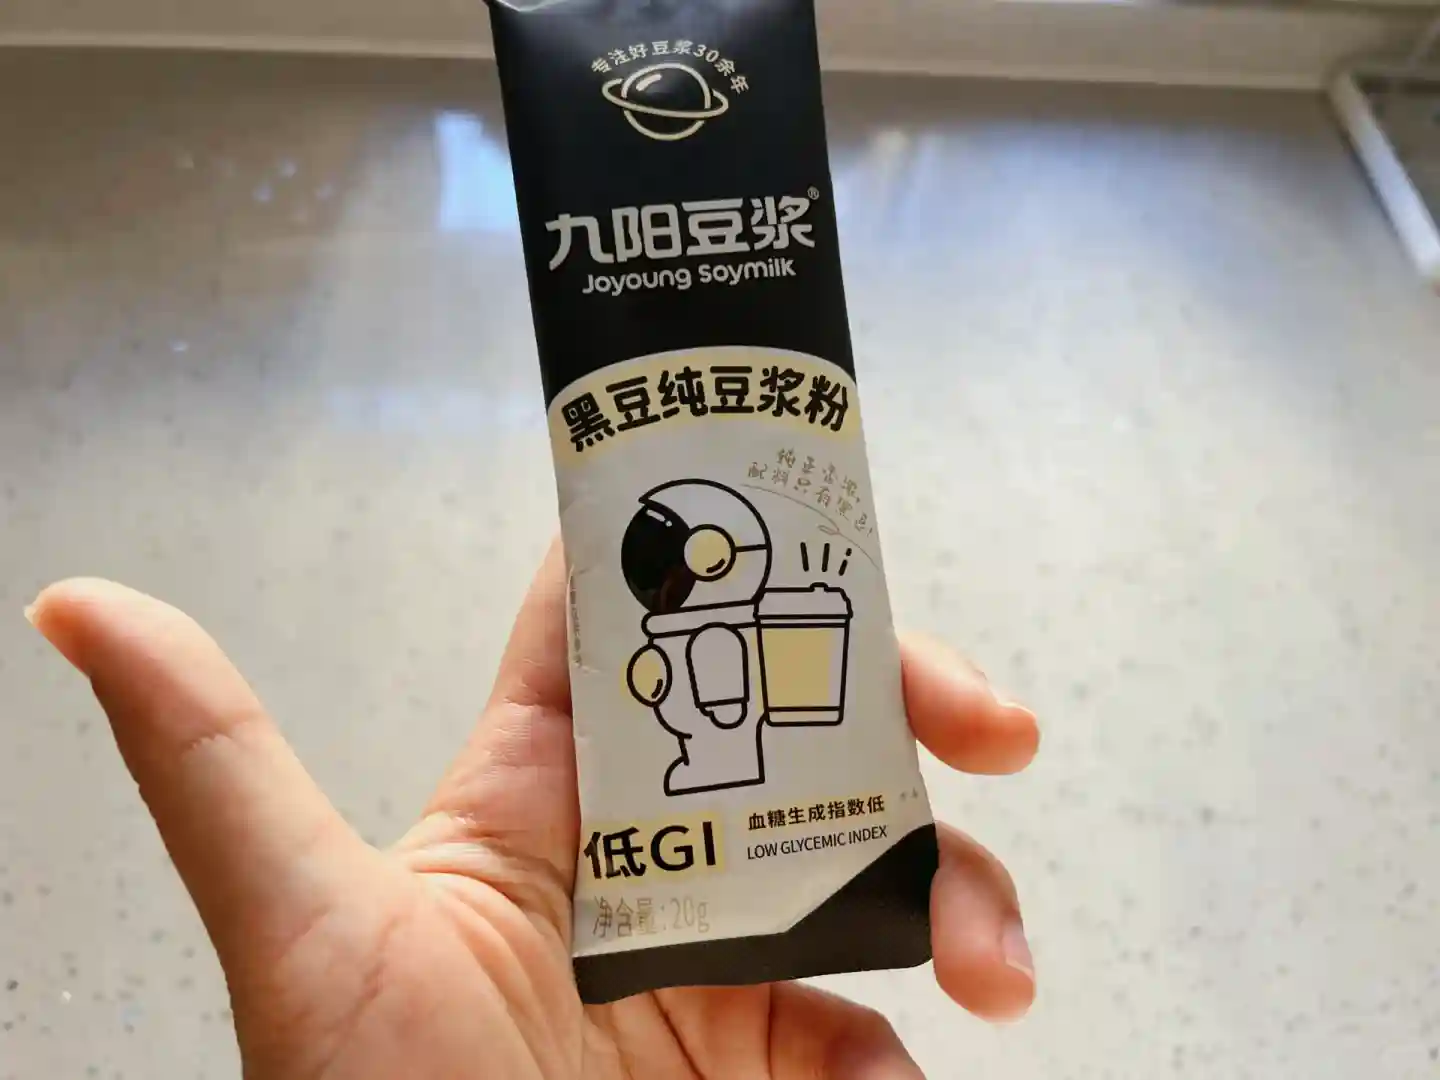 专注好豆浆30余年
九阳豆浆®
Joyoung Soymilk
黑豆纯豆浆粉
纯豆香浓,
配料只有黑豆!
低GI
血糖生成指数低
LOW GLYCEMIC INDEX
净含量:20g